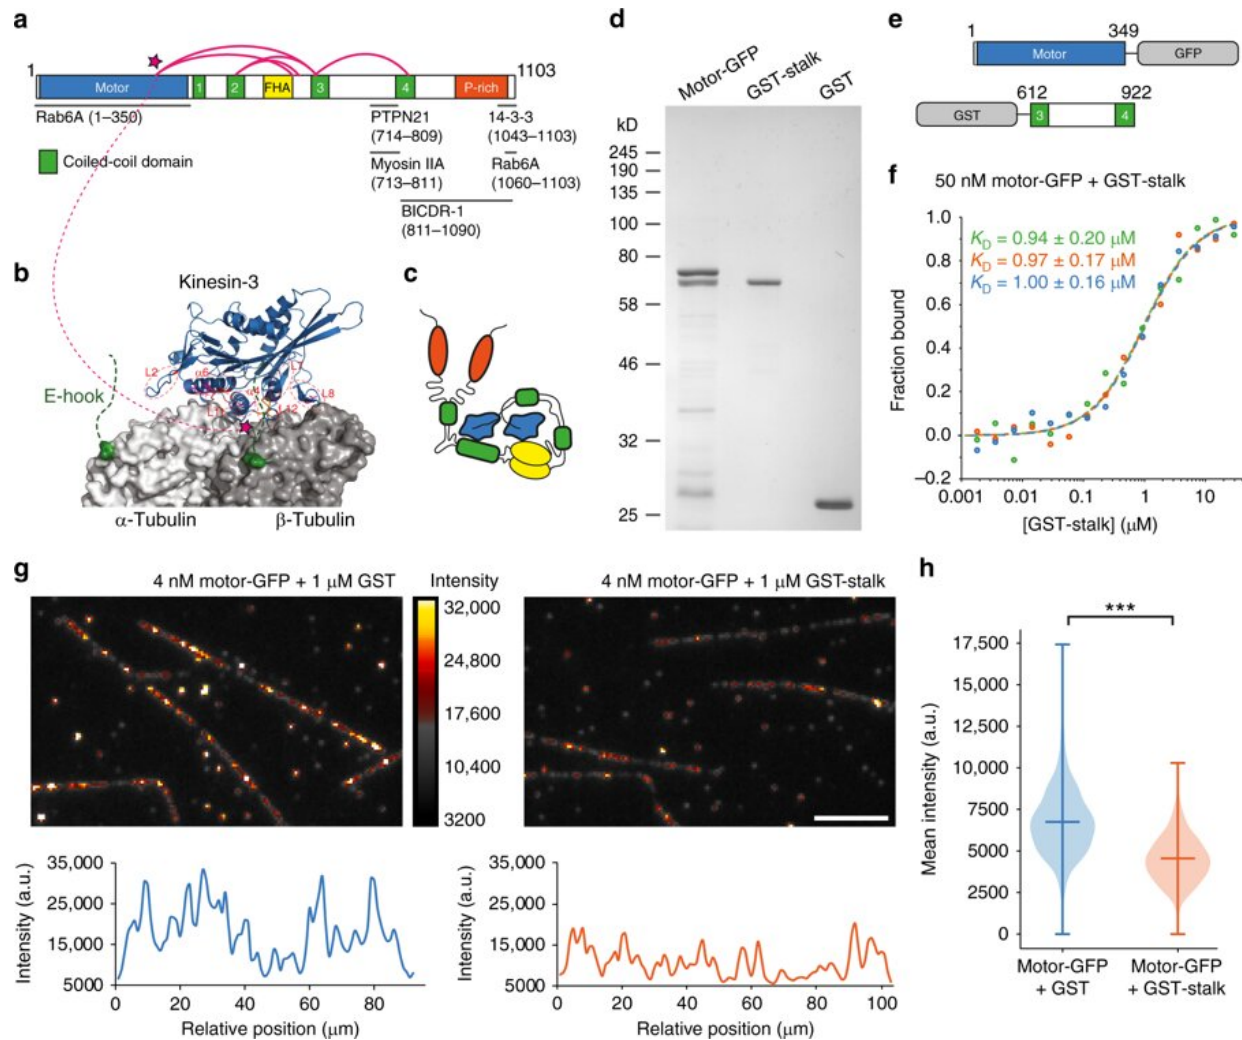 a
1
1103
Motor
1
2
FHA
3
4
P-rich
Rab6A (1–350)
PTPN21
(714–809)
14-3-3
(1043–1103)
Coiled-coil domain
Myosin IIA
(713–811)
Rab6A
(1060–1103)
BICDR-1
(811–1090)
b
Kinesin-3
L2
α6
α4
L7
L8
L11
L12
E-hook
α-Tubulin
β-Tubulin
c
d
Motor-GFP
GST-stalk
GST
kD
245
190
135
100
80
58
46
32
25
e
1
349
Motor
GFP
612
922
GST
3
4
f
50 nM motor-GFP + GST-stalk
K_D = 0.94 ± 0.20 μM
K_D = 0.97 ± 0.17 μM
K_D = 1.00 ± 0.16 μM
Fraction bound
1.0
0.8
0.6
0.4
0.2
0.0
–0.2
0.001
0.01
0.1
1
10
[GST-stalk] (μM)
g
4 nM motor-GFP + 1 μM GST
Intensity
4 nM motor-GFP + 1 μM GST-stalk
32,000
24,800
17,600
10,400
3200
Intensity (a.u.)
35,000
25,000
15,000
5000
0
20
40
60
80
Relative position (μm)
Intensity (a.u.)
35,000
25,000
15,000
5000
0
20
40
60
80
100
Relative position (μm)
h
***
Mean intensity (a.u.)
17,500
15,000
12,500
10,000
7500
5000
2500
0
Motor-GFP
+ GST
Motor-GFP
+ GST-stalk